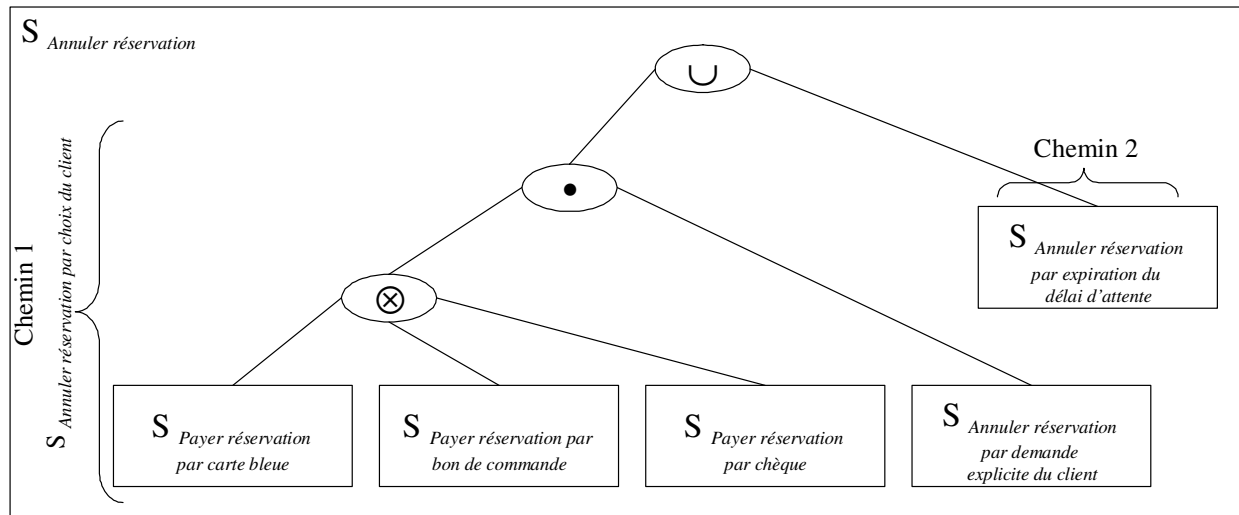 S Annuler réservation
∪
Chemin 2
•
S Annuler réservation
par expiration du
délai d'attente
Chemin 1
S Annuler réservation par choix du client
⊗
S Payer réservation
par carte bleue
S Payer réservation par
bon de commande
S Payer réservation
par chèque
S Annuler réservation
par demande
explicite du client